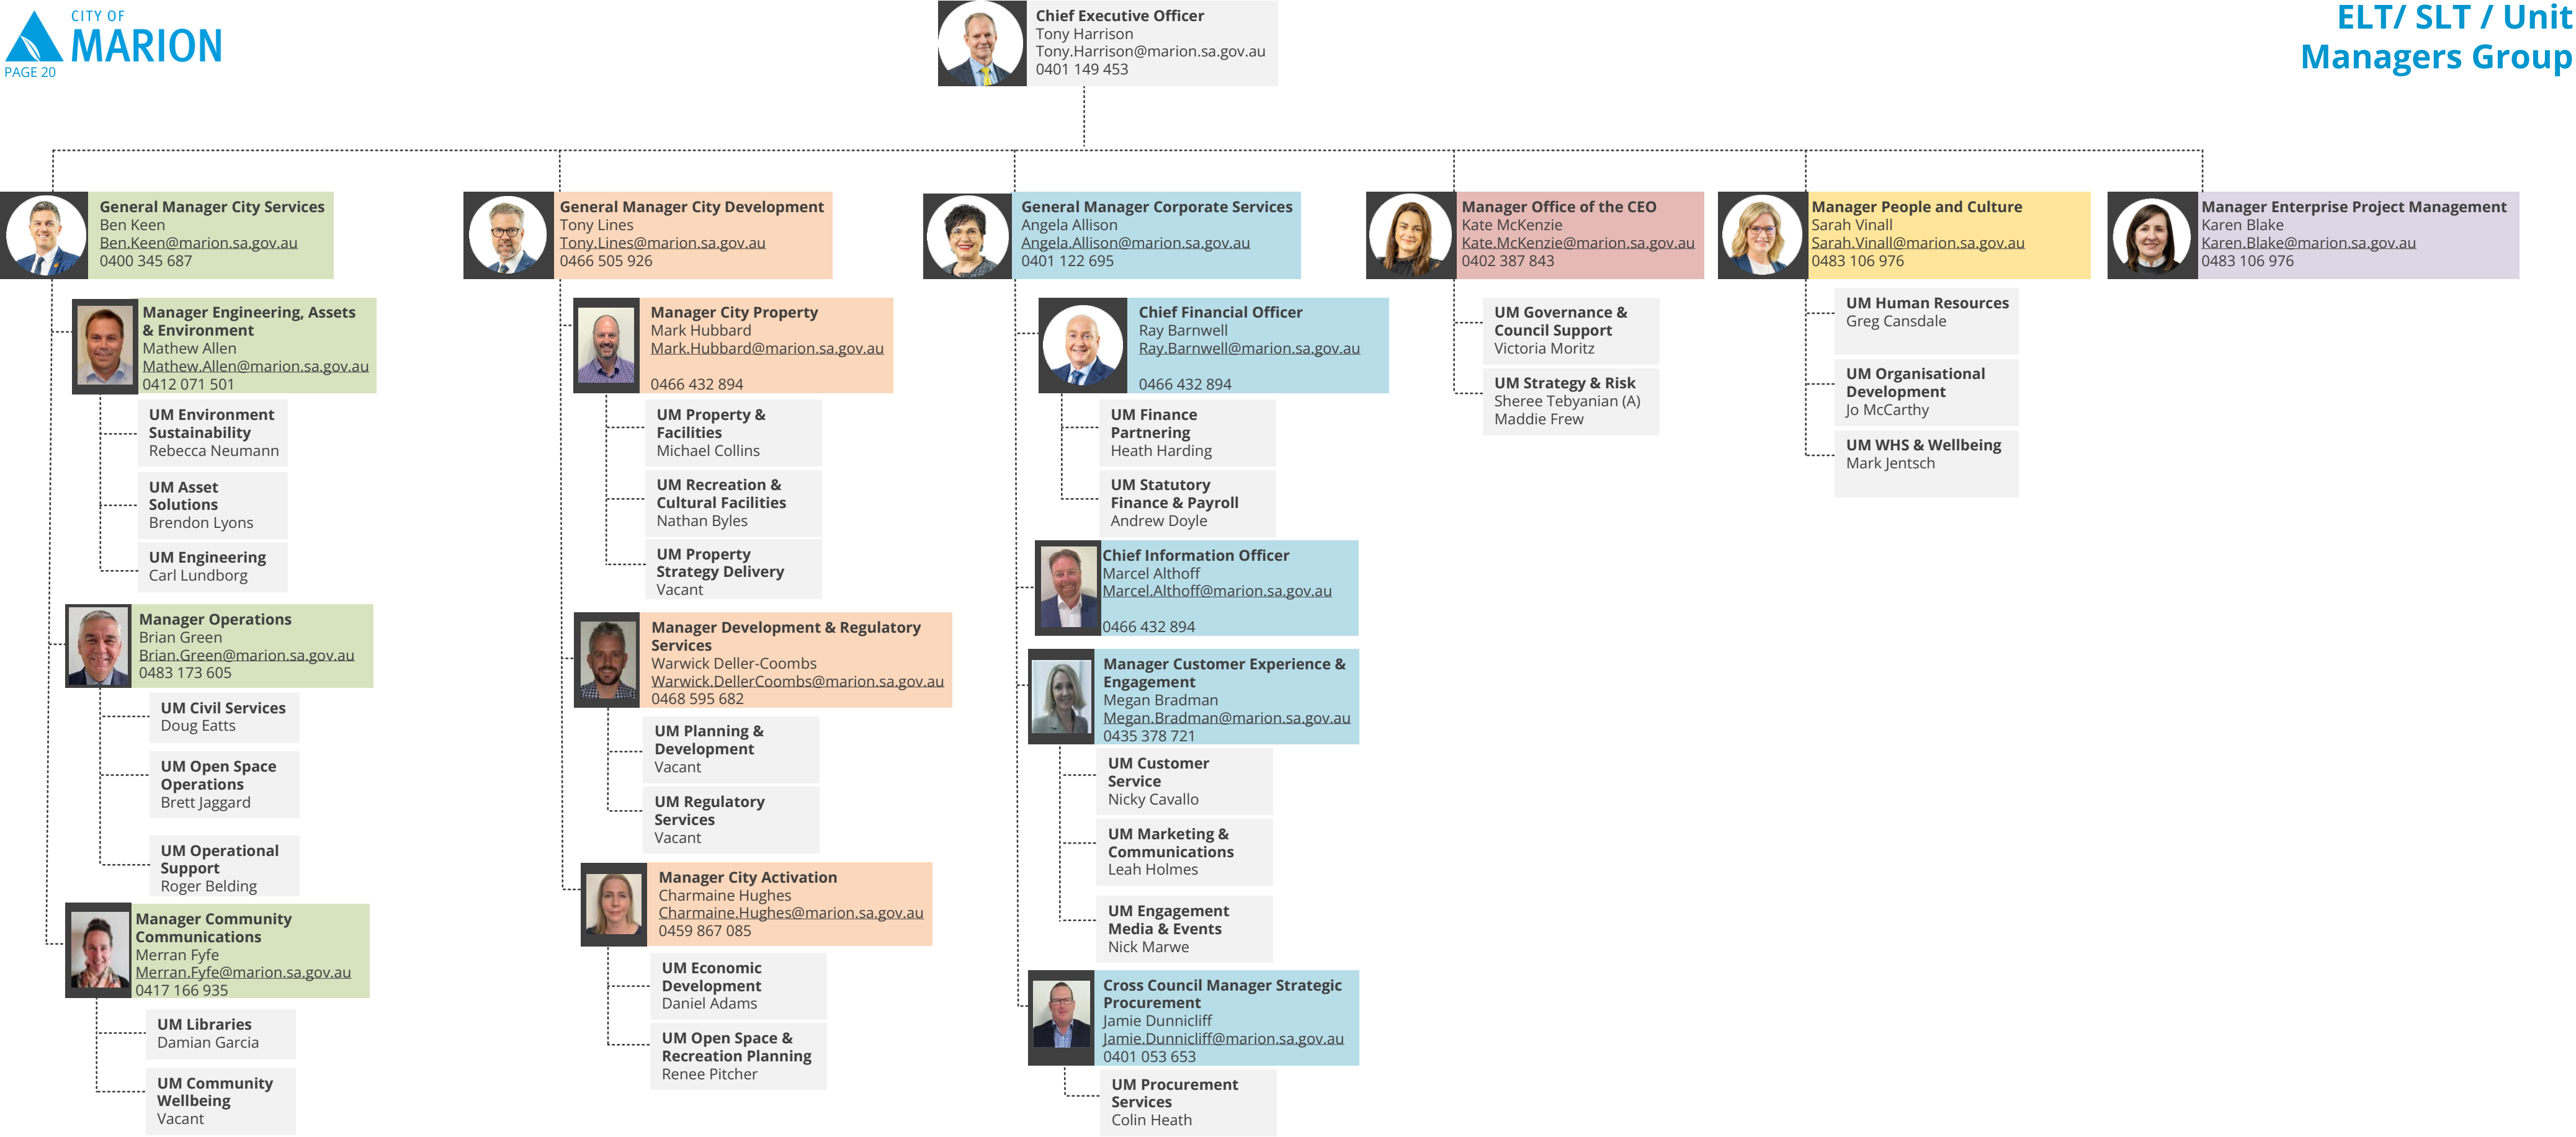 CITY OF
MARION
PAGE 20
ELT/ SLT / Unit
Managers Group
Chief Executive Officer
Tony Harrison
Tony.Harrison@marion.sa.gov.au
0401 149 453
General Manager City Services
Ben Keen
Ben.Keen@marion.sa.gov.au
0400 345 687
Manager Engineering, Assets
& Environment
Mathew Allen
Mathew.Allen@marion.sa.gov.au
0412 071 501
UM Environment
Sustainability
Rebecca Neumann
UM Asset
Solutions
Brendon Lyons
UM Engineering
Carl Lundborg
Manager Operations
Brian Green
Brian.Green@marion.sa.gov.au
0483 173 605
UM Civil Services
Doug Eatts
UM Open Space
Operations
Brett Jaggard
UM Operational
Support
Roger Belding
Manager Community
Communications
Merran Fyfe
Merran.Fyfe@marion.sa.gov.au
0417 166 935
UM Libraries
Damian Garcia
UM Community
Wellbeing
Vacant
General Manager City Development
Tony Lines
Tony.Lines@marion.sa.gov.au
0466 505 926
Manager City Property
Mark Hubbard
Mark.Hubbard@marion.sa.gov.au
0466 432 894
UM Property &
Facilities
Michael Collins
UM Recreation &
Cultural Facilities
Nathan Byles
UM Property
Strategy Delivery
Vacant
Manager Development & Regulatory
Services
Warwick Deller-Coombs
Warwick.DellerCoombs@marion.sa.gov.au
0468 595 682
UM Planning &
Development
Vacant
UM Regulatory
Services
Vacant
Manager City Activation
Charmaine Hughes
Charmaine.Hughes@marion.sa.gov.au
0459 867 085
UM Economic
Development
Daniel Adams
UM Open Space &
Recreation Planning
Renee Pitcher
General Manager Corporate Services
Angela Allison
Angela.Allison@marion.sa.gov.au
0401 122 695
Chief Financial Officer
Ray Barnwell
Ray.Barnwell@marion.sa.gov.au
0466 432 894
UM Finance
Partnering
Heath Harding
UM Statutory
Finance & Payroll
Andrew Doyle
Chief Information Officer
Marcel Althoff
Marcel.Althoff@marion.sa.gov.au
0466 432 894
Manager Customer Experience &
Engagement
Megan Bradman
Megan.Bradman@marion.sa.gov.au
0435 378 721
UM Customer
Service
Nicky Cavallo
UM Marketing &
Communications
Leah Holmes
UM Engagement
Media & Events
Nick Marwe
Cross Council Manager Strategic
Procurement
Jamie Dunnicliff
Jamie.Dunnicliff@marion.sa.gov.au
0401 053 653
UM Procurement
Services
Colin Heath
Manager Office of the CEO
Kate McKenzie
Kate.McKenzie@marion.sa.gov.au
0402 387 843
UM Governance &
Council Support
Victoria Moritz
UM Strategy & Risk
Sheree Tebyanian (A)
Maddie Frew
Manager People and Culture
Sarah Vinall
Sarah.Vinall@marion.sa.gov.au
0483 106 976
UM Human Resources
Greg Cansdale
UM Organisational
Development
Jo McCarthy
UM WHS & Wellbeing
Mark Jentsch
Manager Enterprise Project Management
Karen Blake
Karen.Blake@marion.sa.gov.au
0483 106 976